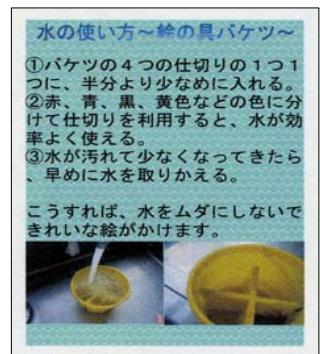 水の使い方～絵の具バケツ～
①バケツの４つの仕切りの１つ１
つに、半分より少なめに入れる。
②赤、青、黒、黄色などの色に分
けて仕切りを利用すると、水が効
率よく使える。
③水が汚れて少なくなってきたら
、早めに水を取りかえる。
こうすれば、水をムダにしないで
きれいな絵がかけます。